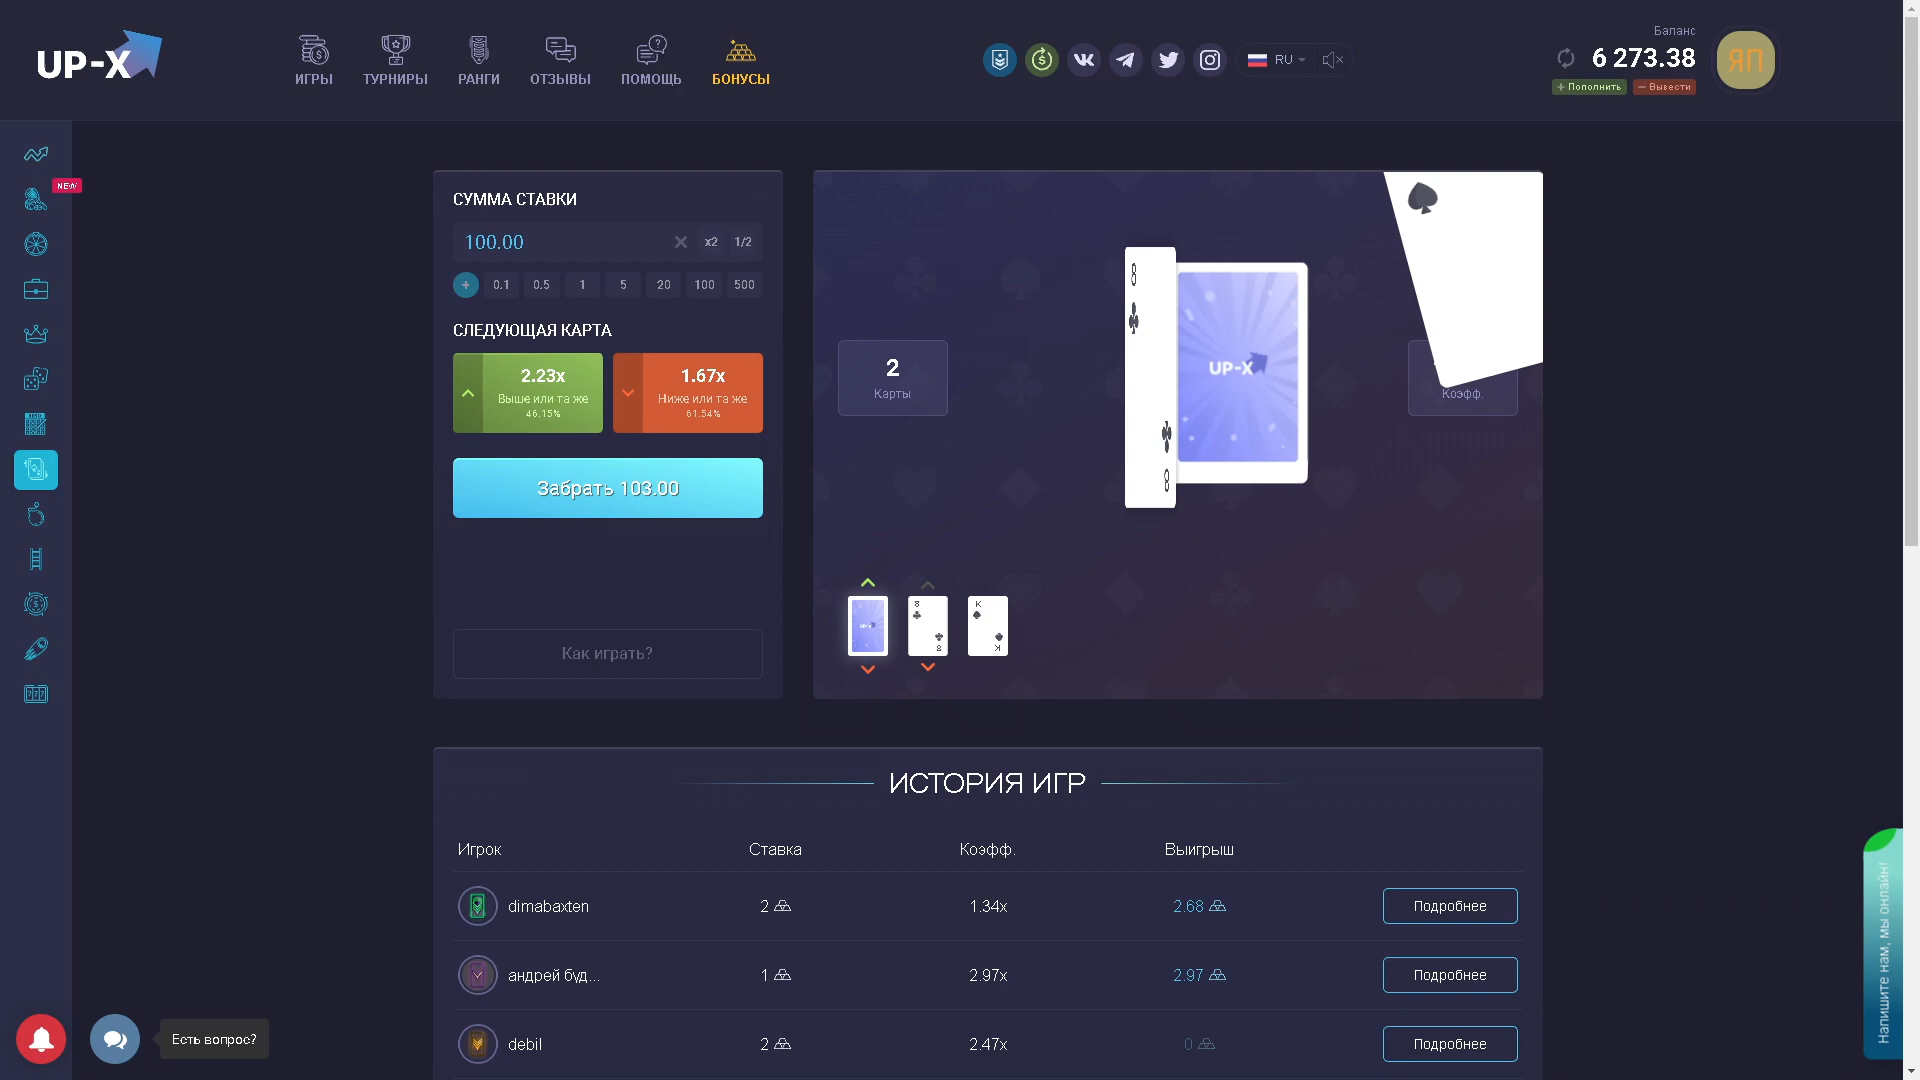 UP-X
ИГРЫ
ТУРНИРЫ
РАНГИ
ОТЗЫВЫ
ПОМОЩЬ
БОНУСЫ
RU
Баланс
6 273.38
+ Пополнить
− Вывести
ЯП
NEW
СУММА СТАВКИ
100.00
x2
1/2
+
0.1
0.5
1
5
20
100
500
СЛЕДУЮЩАЯ КАРТА
2.23x
Выше или та же
46.15%
1.67x
Ниже или та же
61.54%
Забрать 103.00
Как играть?
2
Карты
8
UP-X
8
Коэфф.
8
8
K
K
ИСТОРИЯ ИГР
Игрок
Ставка
Коэфф.
Выигрыш
dimabaxten
2
1.34x
2.68
Подробнее
андрей буд...
1
2.97x
2.97
Подробнее
debil
2
2.47x
0
Подробнее
Есть вопрос?
Напишите нам, мы онлайн!